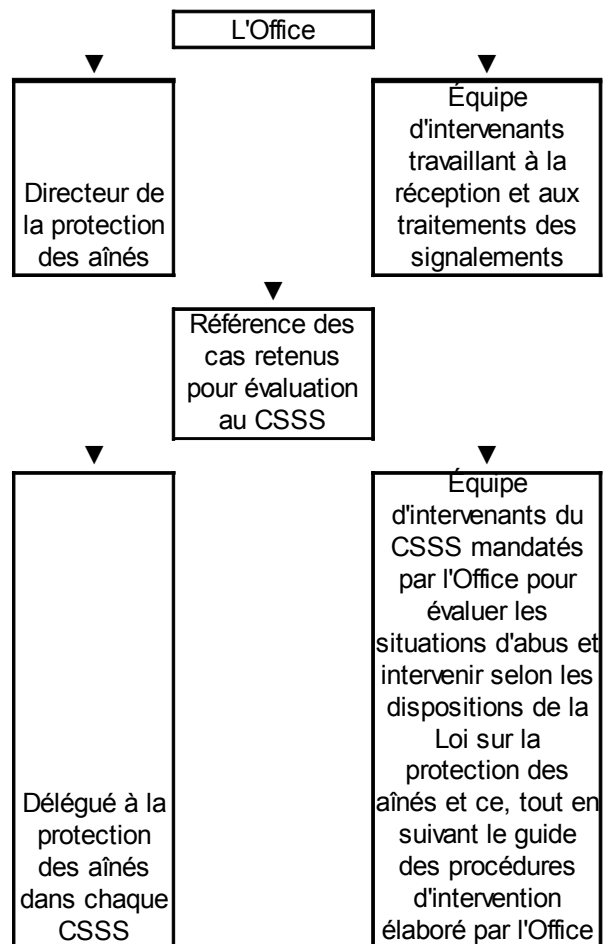 L'Office
Directeur de
la protection
des aînés
Équipe
d'intervenants
travaillant à la
réception et aux
traitements des
signalements
Référence des
cas retenus
pour évaluation
au CSSS
Délégué à la
protection
des aînés
dans chaque
CSSS
Équipe
d'intervenants du
CSSS mandatés
par l'Office pour
évaluer les
situations d'abus et
intervenir selon les
dispositions de la
Loi sur la
protection des
aînés et ce, tout en
suivant le guide
des procédures
d'intervention
élaboré par l'Office